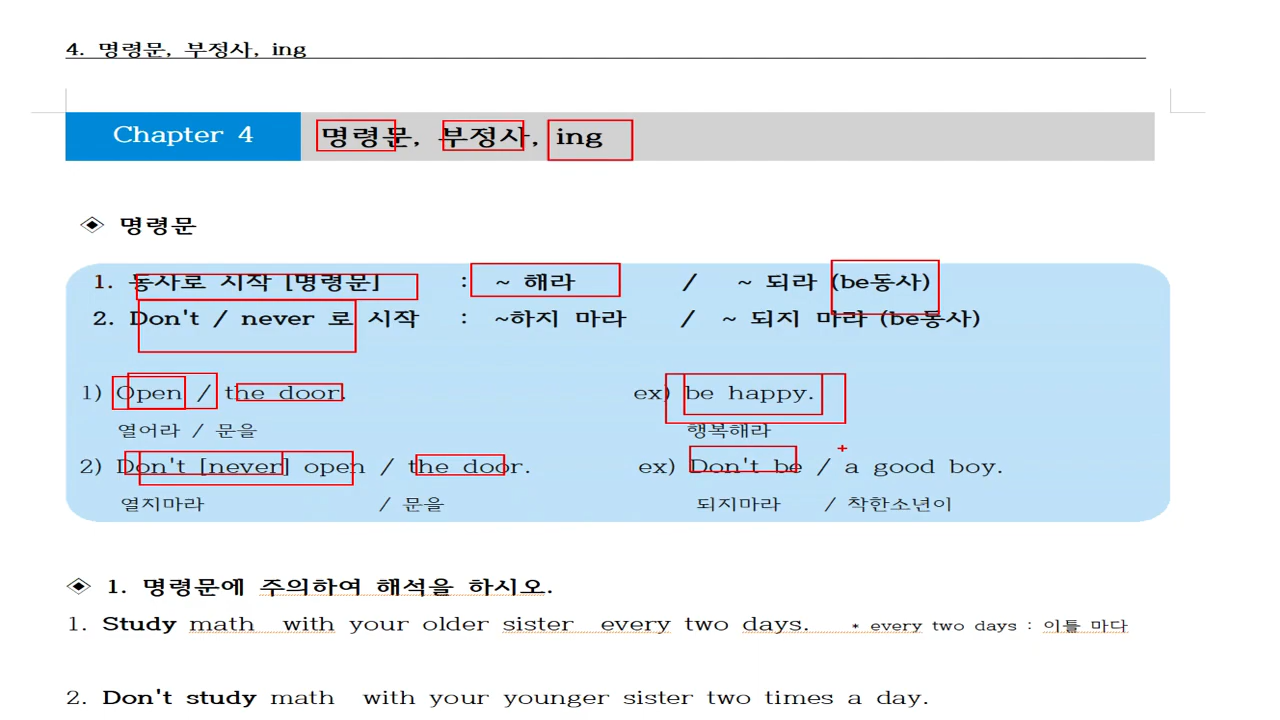 4. 명령문, 부정사, ing
Chapter 4 명령문, 부정사, ing
◈ 명령문
1. 동사로 시작 [명령문] : ~ 해라 / ~ 되라 (be동사)
2. Don't / never 로 시작 : ~하지 마라 / ~ 되지 마라 (be동사)
1) Open / the door. ex) be happy.
열어라 / 문을 행복해라
2) Don't [never] open / the door. ex) Don't be / a good boy.
열지마라 / 문을 되지마라 / 착한소년이
◈ 1. 명령문에 주의하여 해석을 하시오.
1. Study math with your older sister every two days. * every two days : 이틀 마다
2. Don't study math with your younger sister two times a day.